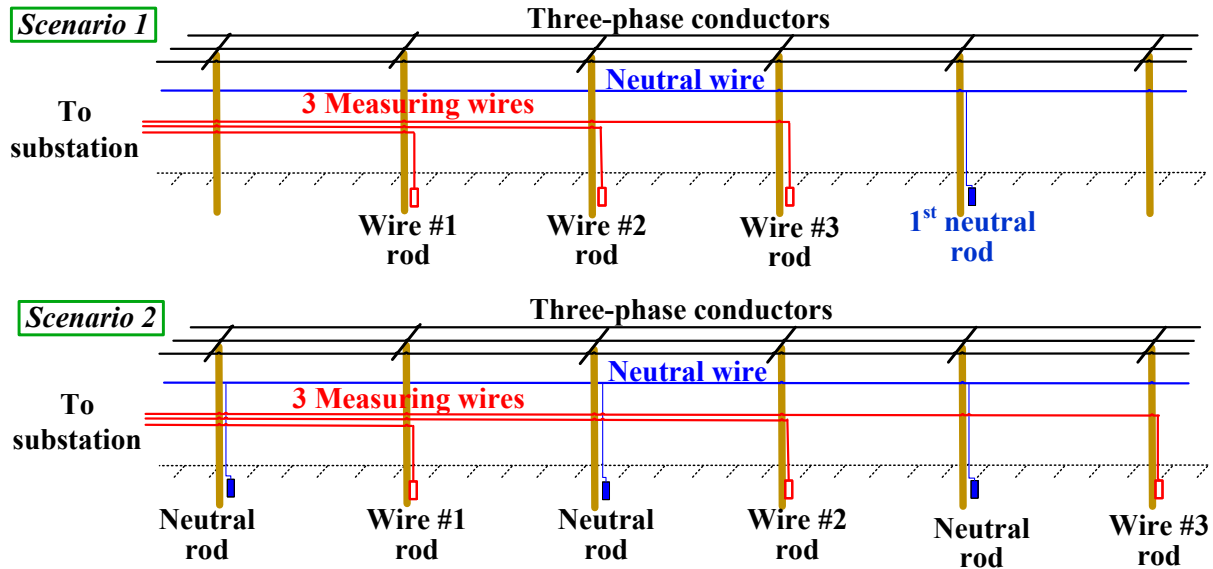 Scenario 1
Three-phase conductors
Neutral wire
3 Measuring wires
To
substation
Wire #1
rod
Wire #2
rod
Wire #3
rod
1st neutral
rod
Scenario 2
Three-phase conductors
Neutral wire
3 Measuring wires
To
substation
Neutral
rod
Wire #1
rod
Neutral
rod
Wire #2
rod
Neutral
rod
Wire #3
rod